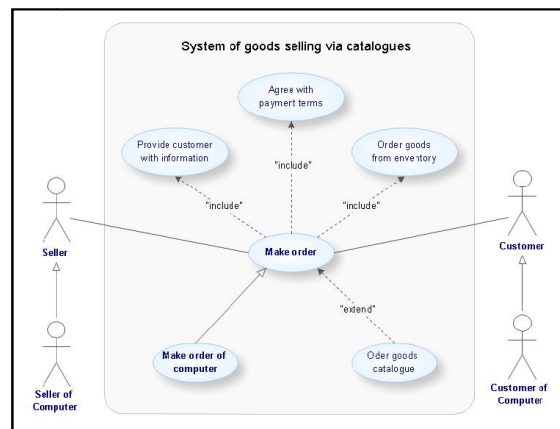 System of goods selling via catalogues
Agree with
payment terms
Provide customer
with information
Order goods
from enventory
"include"
"include"
"include"
Seller
Make order
Customer
"extend"
Make order of
computer
Oder goods
catalogue
Seller of
Computer
Customer of
Computer